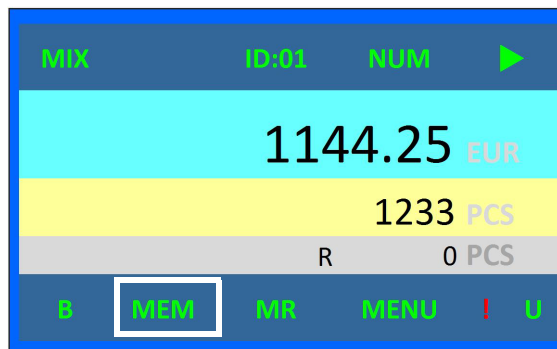 MIX ID:01 NUM
1144.25 EUR
1233 PCS
R 0 PCS
B MEM MR MENU ! U